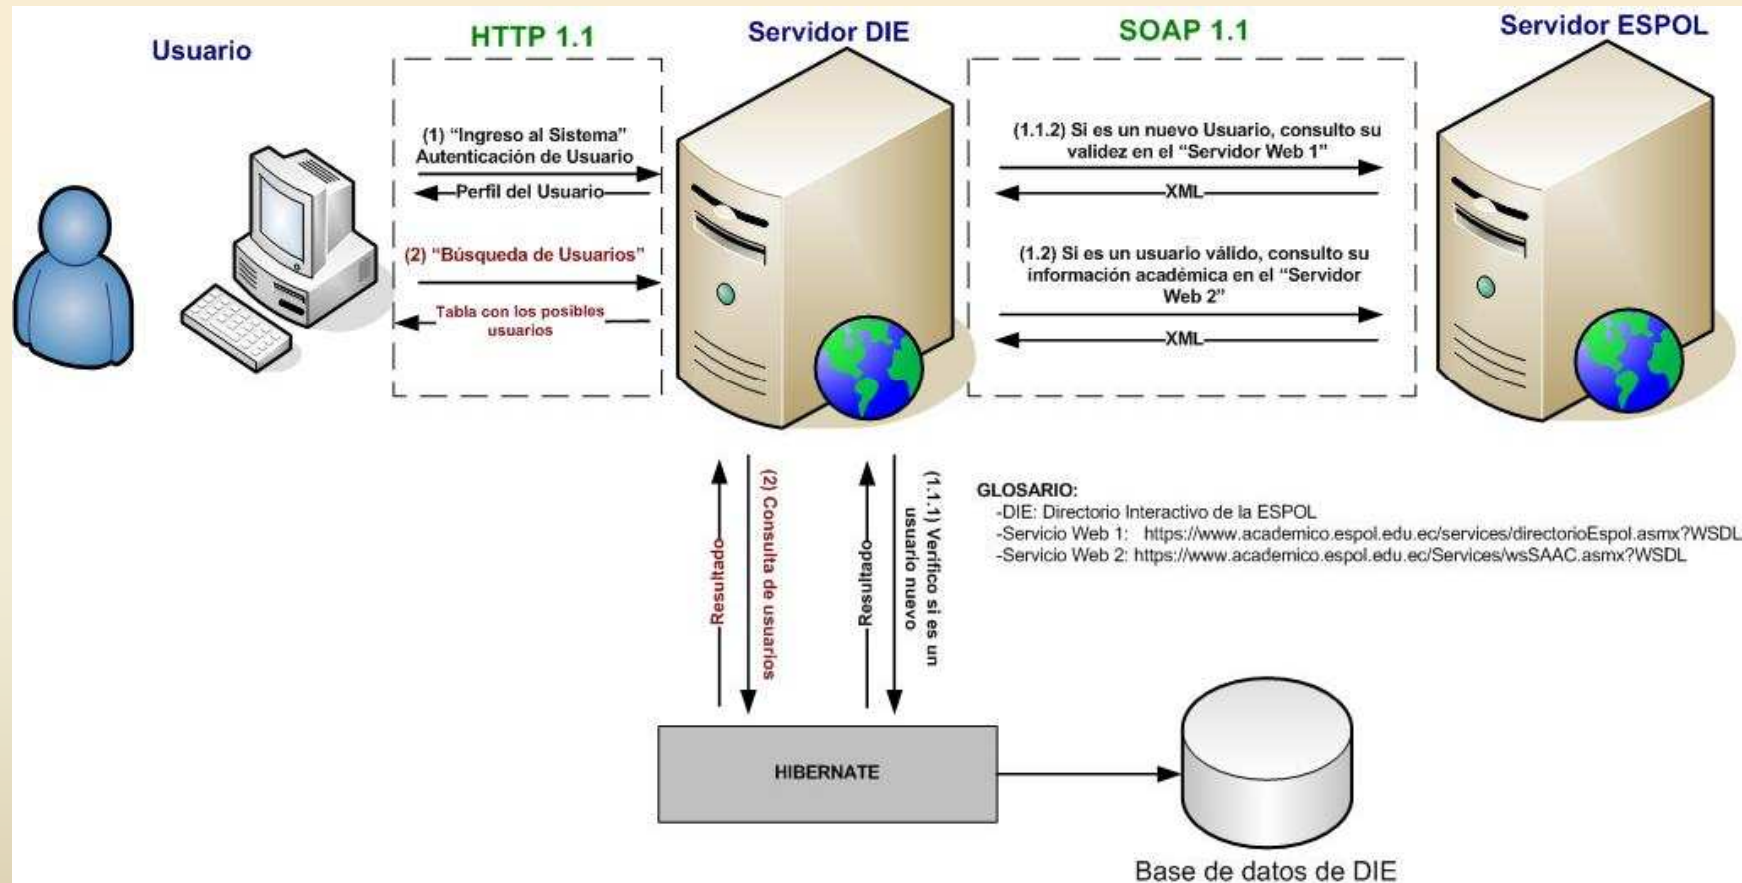 Usuario
HTTP 1.1
Servidor DIE
SOAP 1.1
Servidor ESPOL
(1) “Ingreso al Sistema”
Autenticación de Usuario
Perfil del Usuario
(2) “Búsqueda de Usuarios”
Tabla con los posibles
usuarios
(1.1.2) Si es un nuevo Usuario, consulto su
validez en el “Servidor Web 1”
XML
(1.2) Si es un usuario válido, consulto su
información académica en el “Servidor
Web 2”
XML
Resultado
(2) Consulta de usuarios
Resultado
(1.1.1) Verifico si es un
usuario nuevo
GLOSARIO:
-DIE: Directorio Interactivo de la ESPOL
-Servicio Web 1: https://www.academico.espol.edu.ec/services/directorioEspol.asmx?WSDL
-Servicio Web 2: https://www.academico.espol.edu.ec/Services/wsSAAC.asmx?WSDL
HIBERNATE
Base de datos de DIE